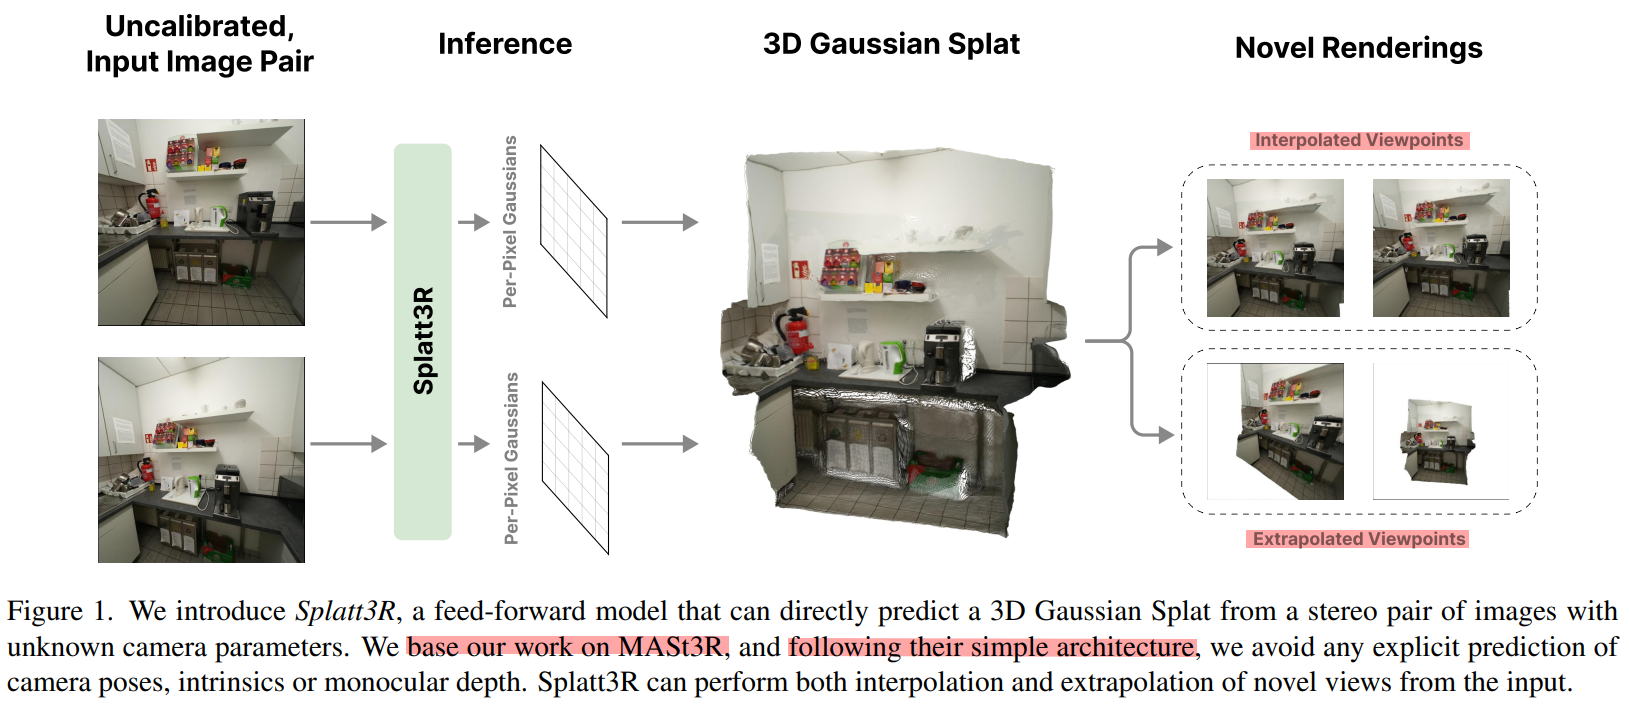 Uncalibrated,
Input Image Pair
Inference
3D Gaussian Splat
Novel Renderings
Splatt3R
Per-Pixel Gaussians
Per-Pixel Gaussians
Interpolated Viewpoints
Extrapolated Viewpoints
Figure 1. We introduce Splatt3R, a feed-forward model that can directly predict a 3D Gaussian Splat from a stereo pair of images with
unknown camera parameters. We base our work on MASt3R, and following their simple architecture, we avoid any explicit prediction of
camera poses, intrinsics or monocular depth. Splatt3R can perform both interpolation and extrapolation of novel views from the input.